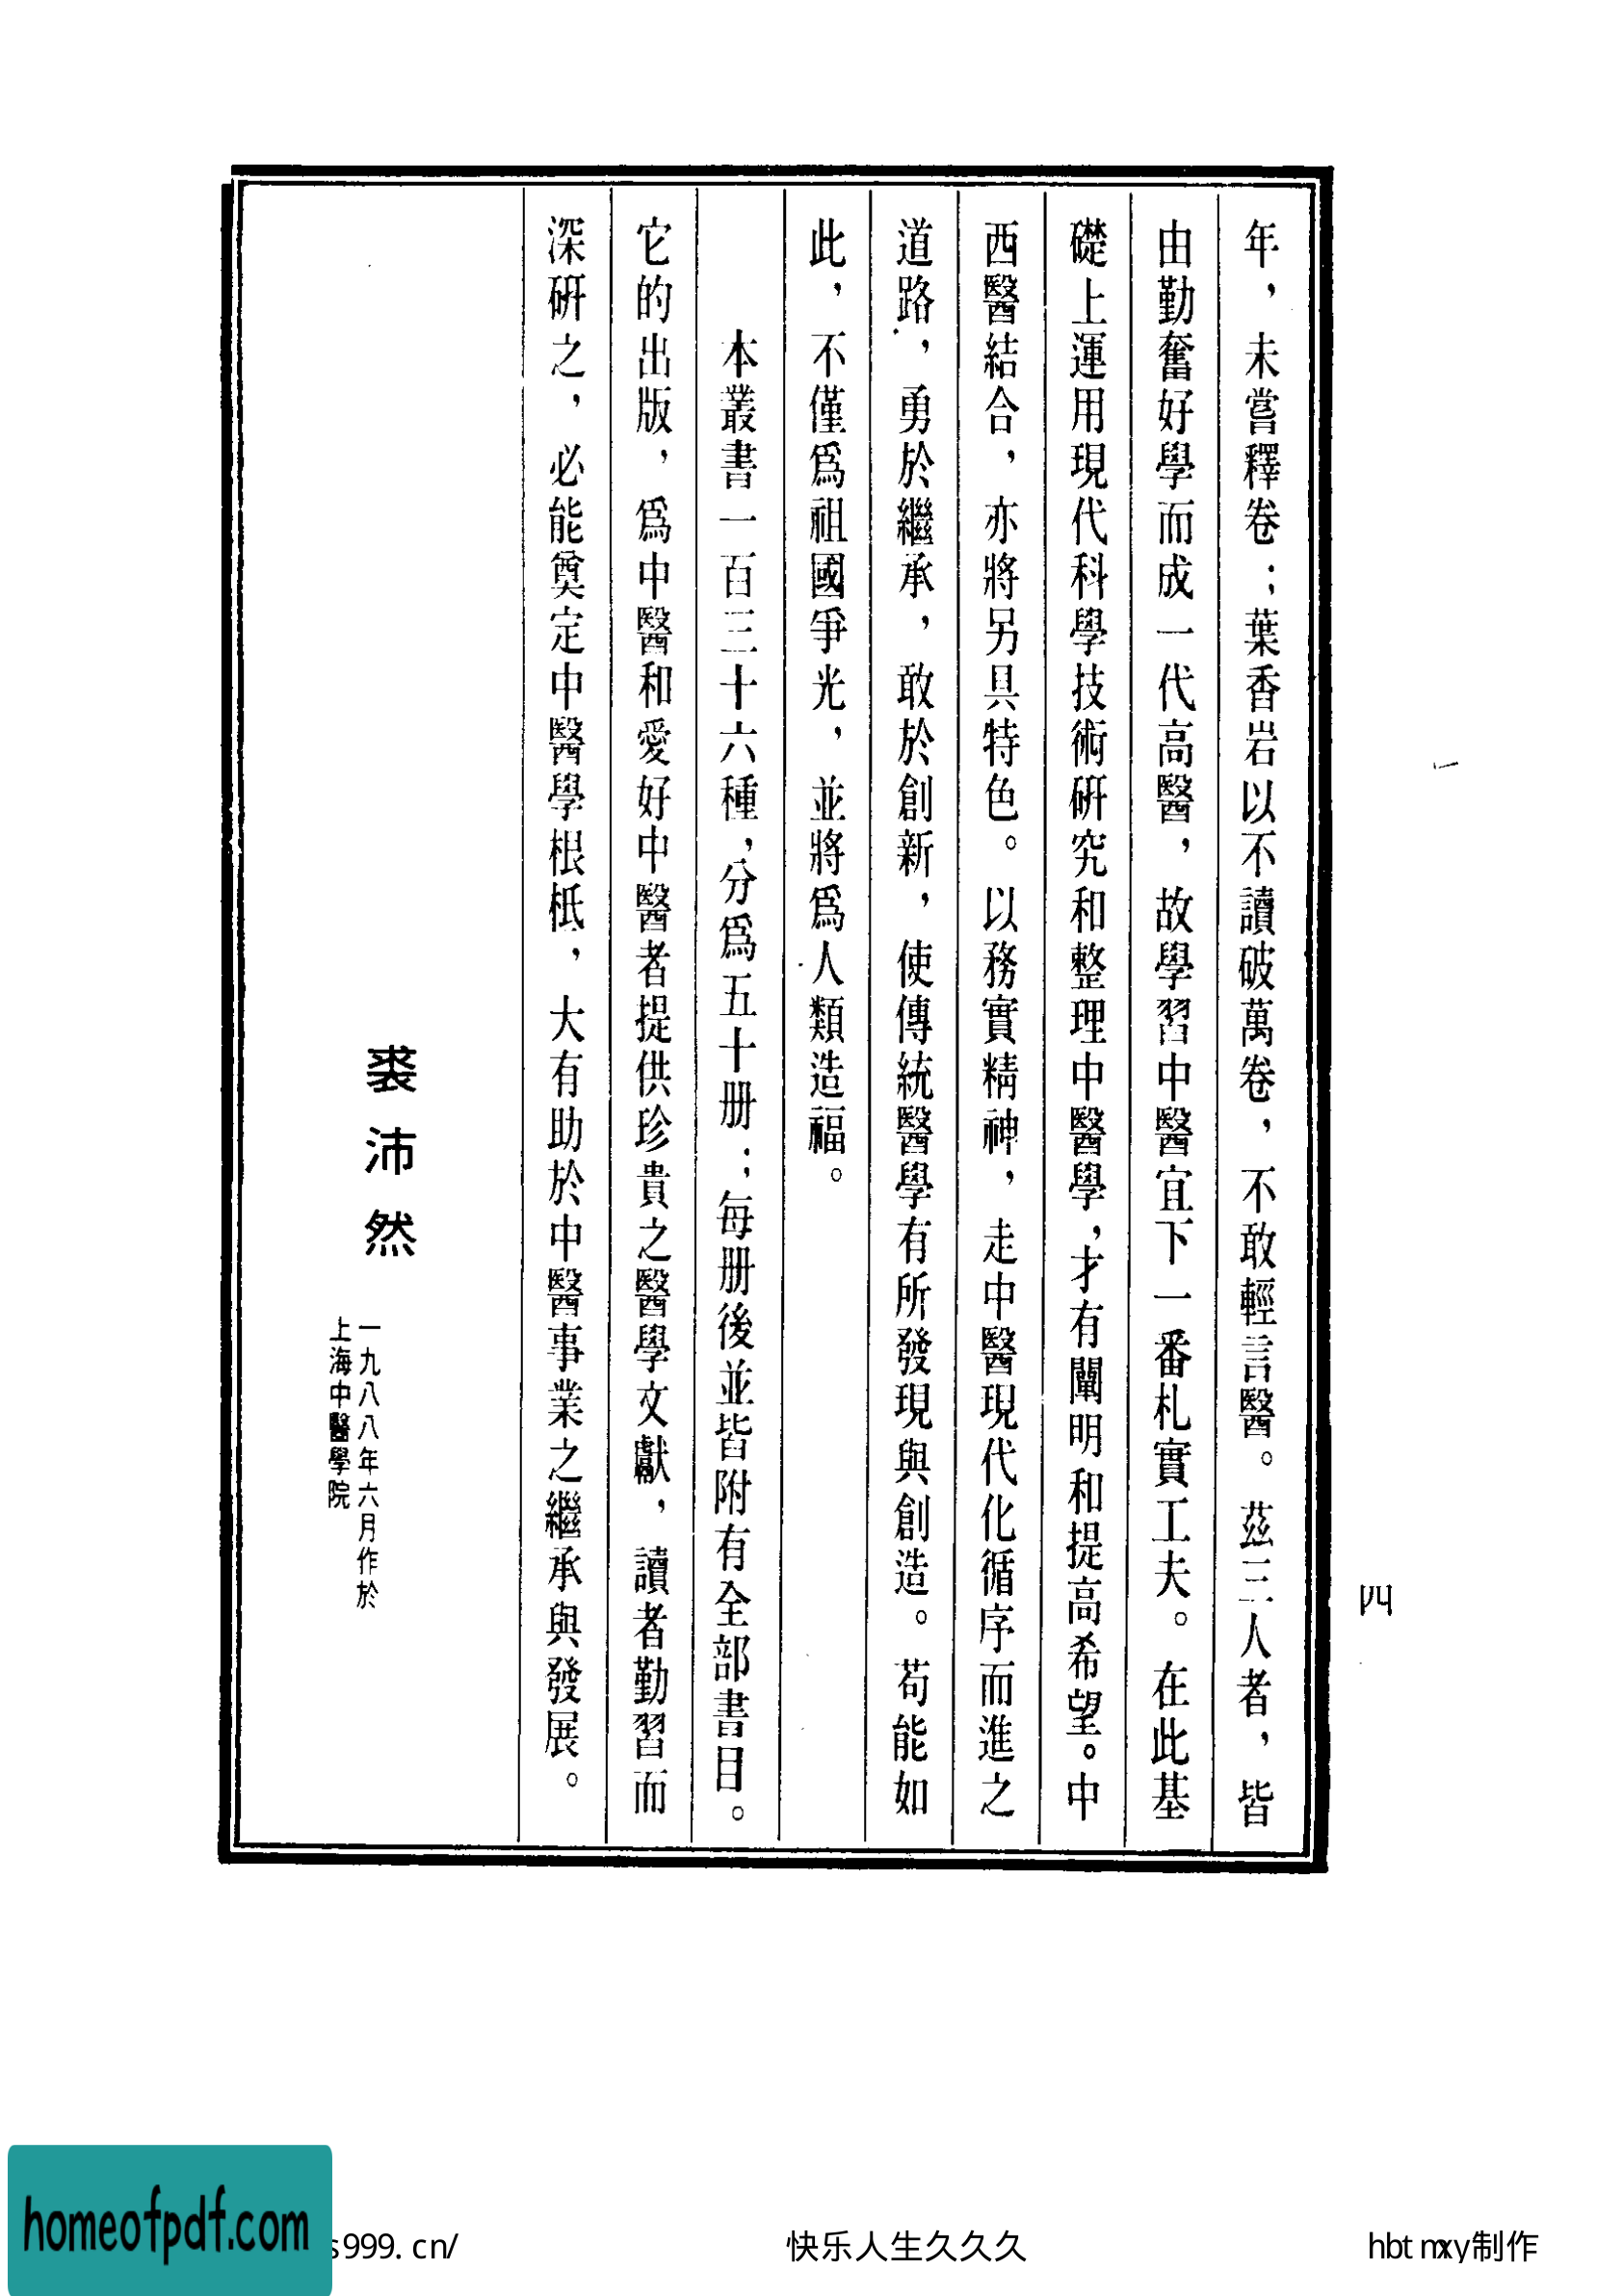 年，未嘗釋卷；葉香岩以不讀破萬卷，不敢輕言醫。茲三人者，皆
由勤奮好學而成一代高醫，故學習中醫宜下一番札實工夫。在此基
礎上運用現代科學技術研究和整理中醫學，才有闡明和提高希望。中
西醫結合，亦將另具特色。以務實精神，走中醫現代化循序而進之
道路，勇於繼承，敢於創新，使傳統醫學有所發現與創造。苟能如
此，不僅爲祖國爭光，並將爲人類造福。
本叢書一百三十六種，分爲五十册；每册後並皆附有全部書目。
它的出版，爲中醫和愛好中醫者提供珍貴之醫學文獻，讀者勤習而
深研之，必能奠定中醫學根柢，大有助於中醫事業之繼承與發展。
裘沛然
一九八八年六月作於
上海中醫學院
四
homeofpdf.com
s999.cn/
快乐人生久久久
hbtmxy制作